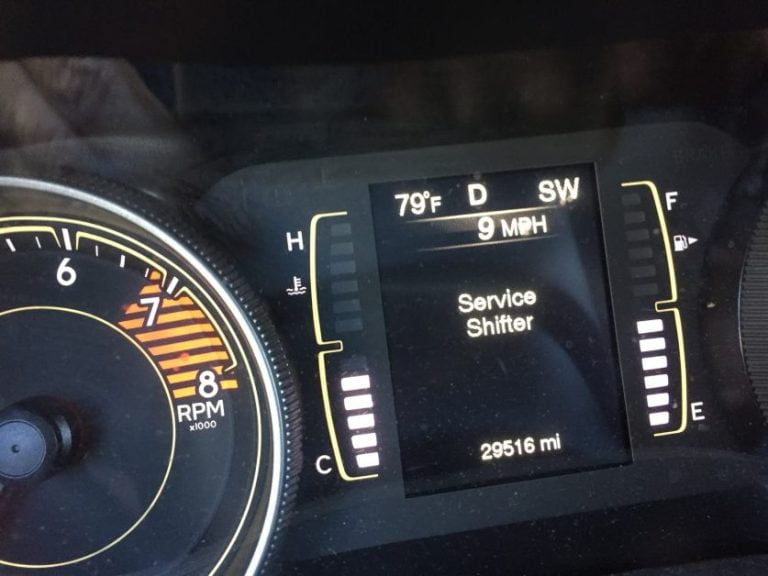 79°F D SW
9 MPH
H
F
6
7
Service
Shifter
8
RPM
x1000
C
E
29516 mi